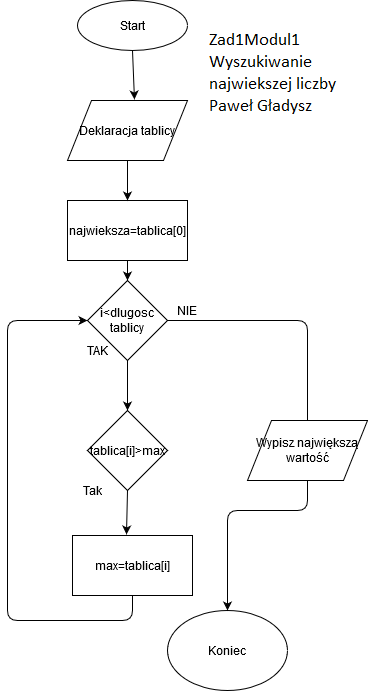 Start
Zad1Modul1
Wyszukiwanie
najwiekszej liczby
Paweł Gładysz
Deklaracja tablicy
najwieksza=tablica[0]
i<dlugosc
tablicy
NIE
TAK
tablica[i]>max
Wypisz największą
wartość
Tak
max=tablica[i]
Koniec